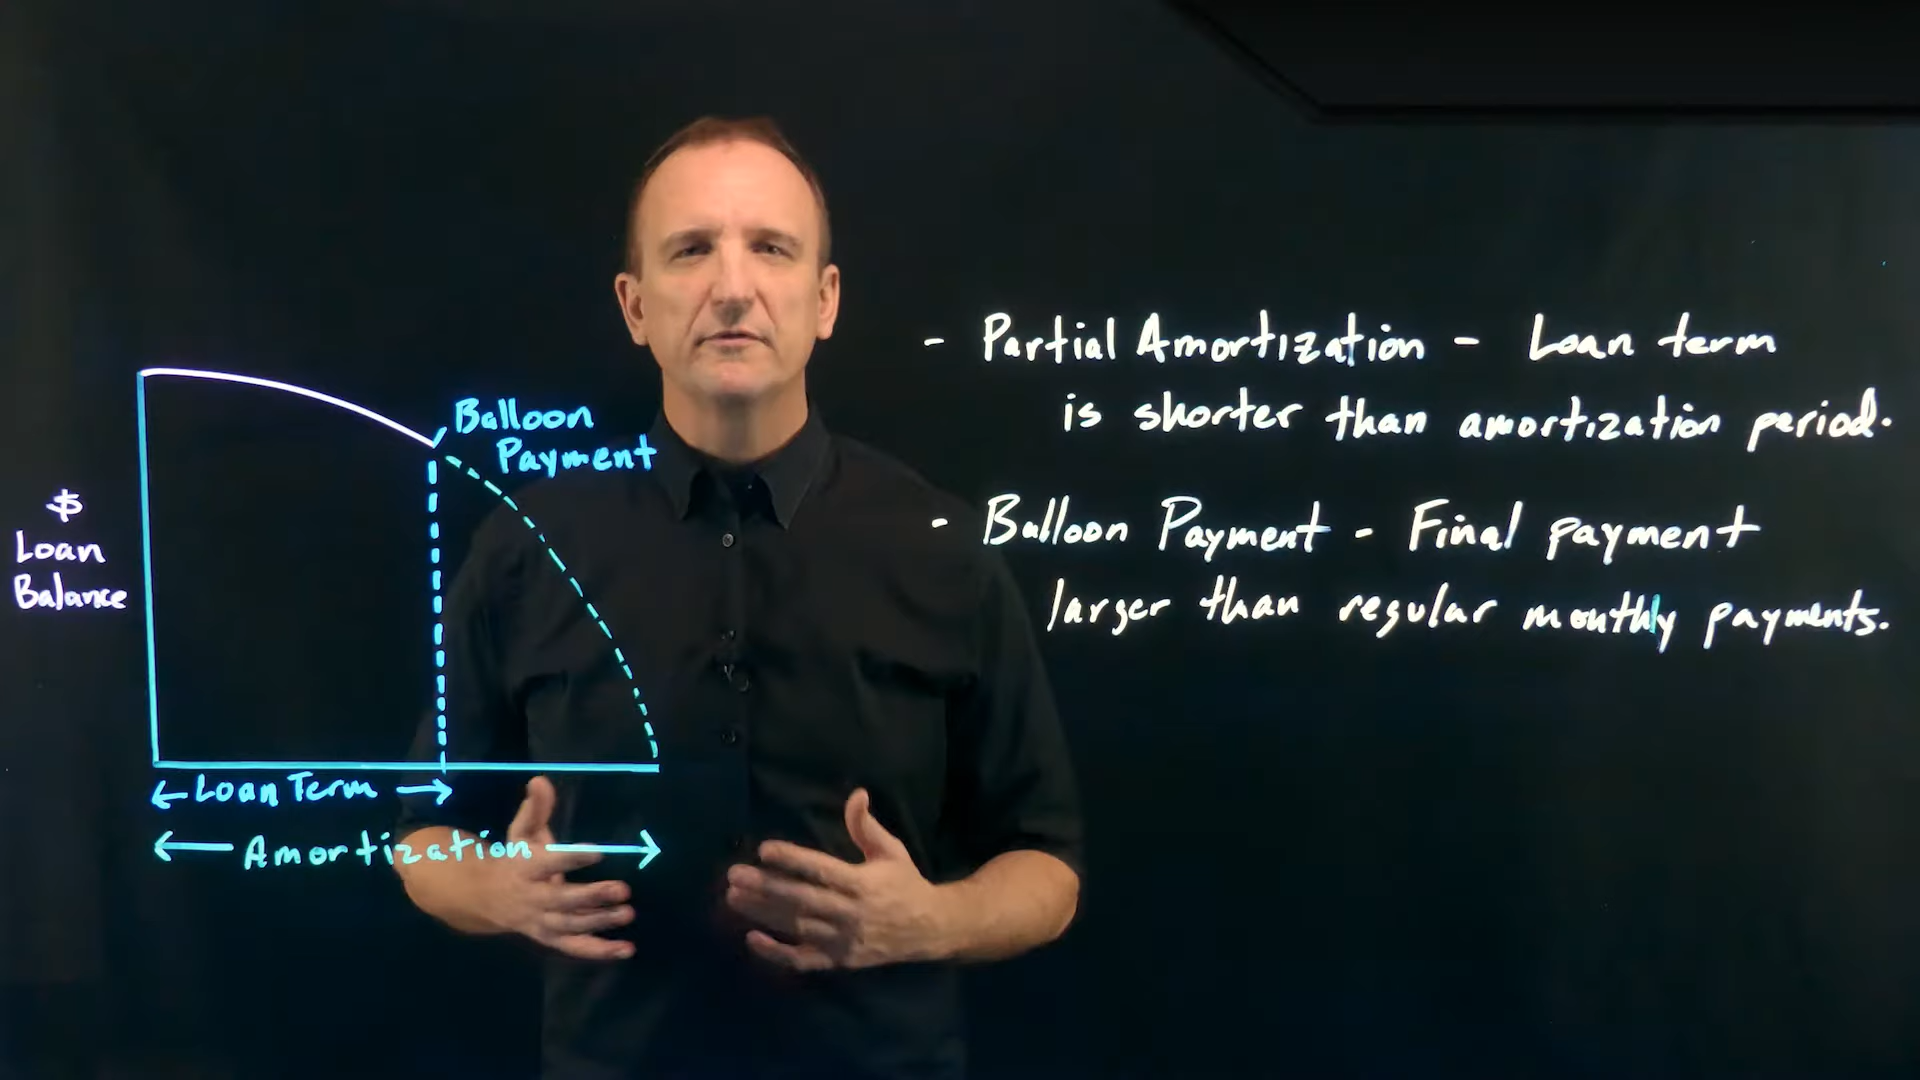 - Partial Amortization - Loan term
is shorter than amortization period.
- Balloon Payment - Final payment
larger than regular monthly payments.
Balloon
Payment
$
Loan
Balance
Loan Term
Amortization